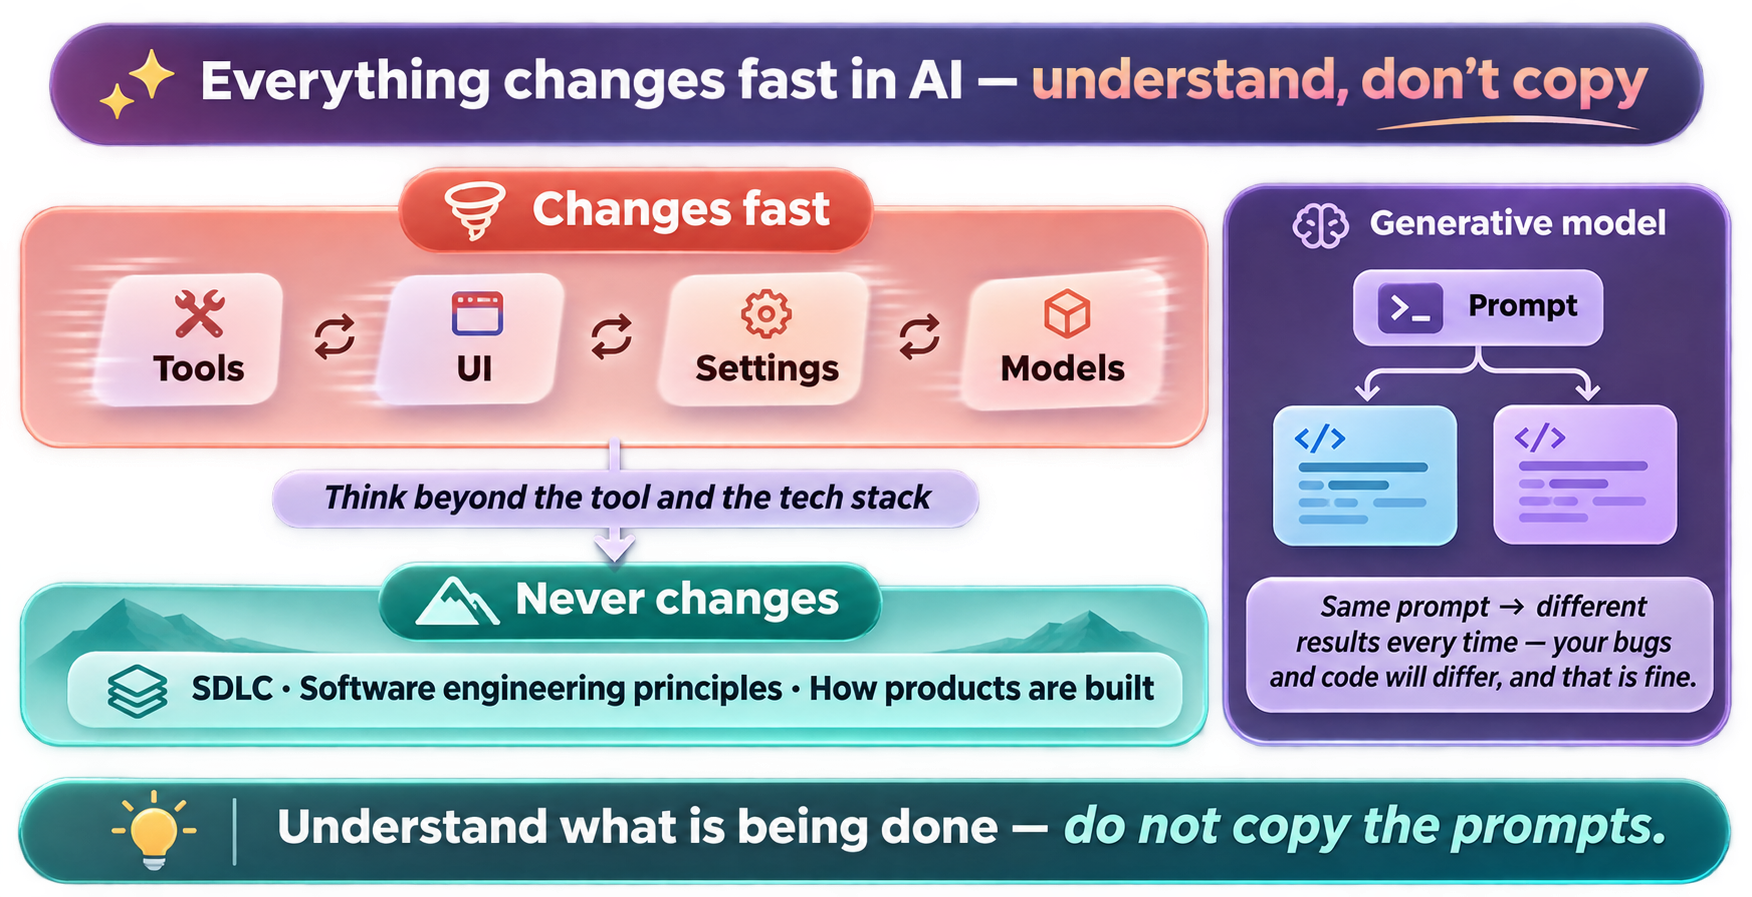 Everything changes fast in AI — understand, don't copy
Changes fast
Tools
UI
Settings
Models
Think beyond the tool and the tech stack
Never changes
SDLC · Software engineering principles · How products are built
Generative model
>_ Prompt
</>
</>
Same prompt → different
results every time — your bugs
and code will differ, and that is fine.
Understand what is being done — do not copy the prompts.